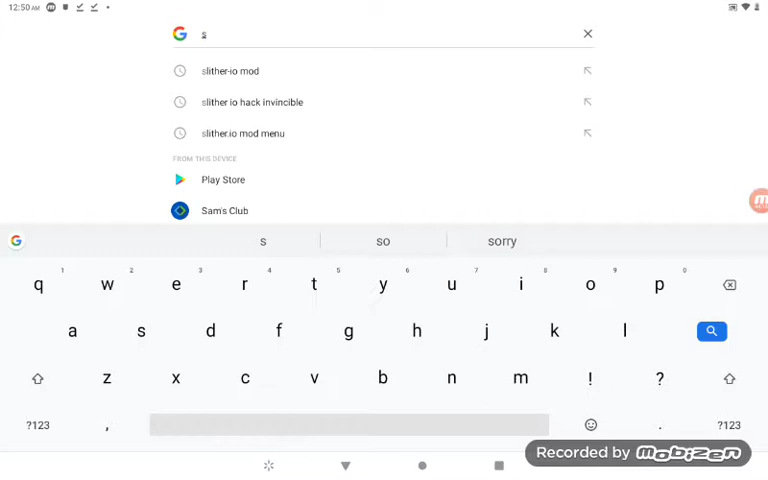 12:50 AM
s
slither-io mod
slither io hack invincible
slither.io mod menu
FROM THIS DEVICE
Play Store
Sam's Club
s so sorry
1 2 3 4 5 6 7 8 9 0
q w e r t y u i o p
a s d f g h j k l
z x c v b n m ! ?
?123 , . ?123
Recorded by mobizen